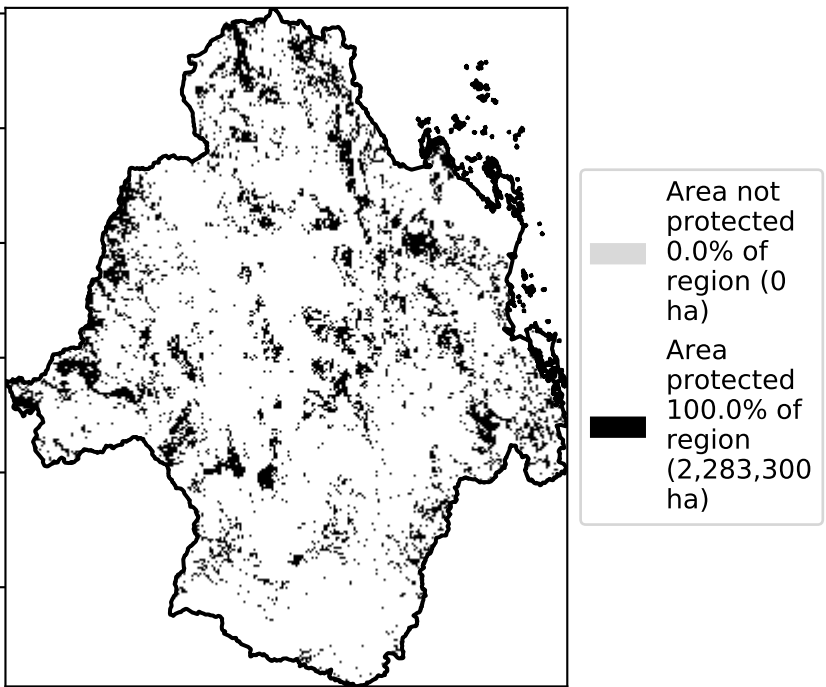 Area not
protected
0.0% of
region (0
ha)
Area
protected
100.0% of
region
(2,283,300
ha)